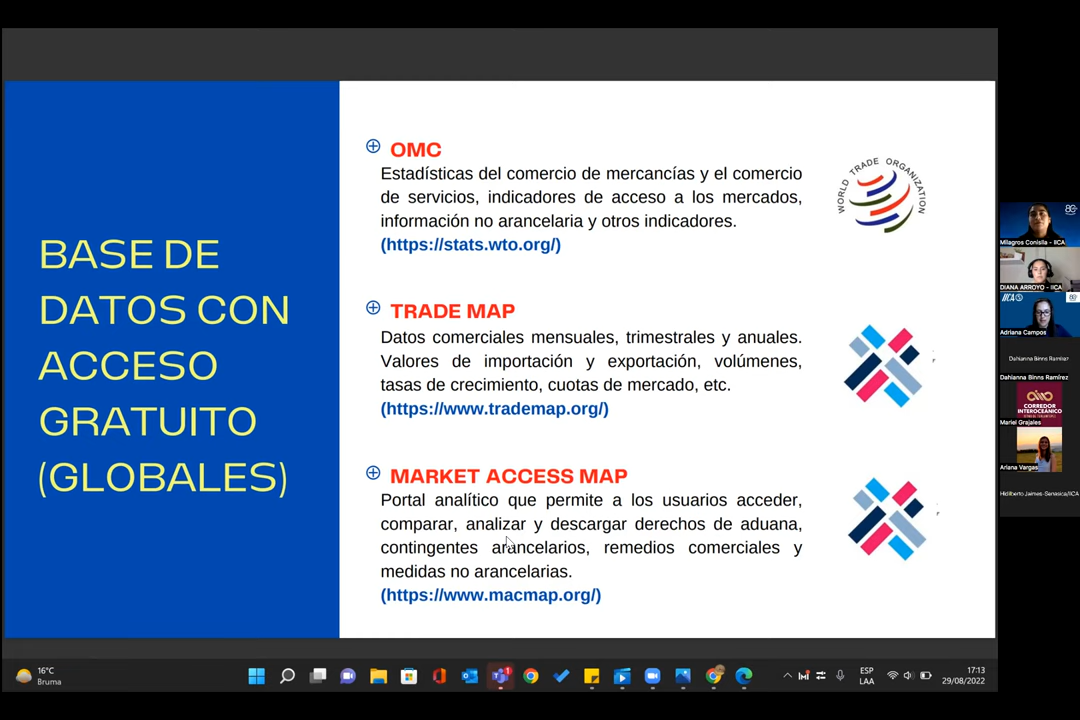 BASE DE
DATOS CON
ACCESO
GRATUITO
(GLOBALES)
OMC
Estadísticas del comercio de mercancías y el comercio
de servicios, indicadores de acceso a los mercados,
información no arancelaria y otros indicadores.
(https://stats.wto.org/)
WORLD TRADE ORGANIZATION
TRADE MAP
Datos comerciales mensuales, trimestrales y anuales.
Valores de importación y exportación, volúmenes,
tasas de crecimiento, cuotas de mercado, etc.
(https://www.trademap.org/)
MARKET ACCESS MAP
Portal analítico que permite a los usuarios acceder,
comparar, analizar y descargar derechos de aduana,
contingentes arancelarios, remedios comerciales y
medidas no arancelarias.
(https://www.macmap.org/)
80
Milagros Conislla - IICA
DIANA ARROYO - IICA
IICA
80
Adriana Campos
Dahianna Binns Ramírez
Dahianna Binns Ramírez
CORREDOR
INTEROCEÁNICO
Mariel Grajales
Ariana Vargas
Hidilberto Jaimes-Senasica/IICA
16°C
Bruma
1
ESP
LAA
17:13
29/08/2022